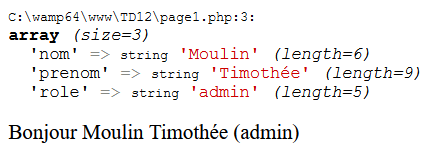 C:\wamp64\www\TD12\page1.php:3:
array (size=3)
'nom' => string 'Moulin' (length=6)
'prenom' => string 'Timothée' (length=9)
'role' => string 'admin' (length=5)
Bonjour Moulin Timothée (admin)